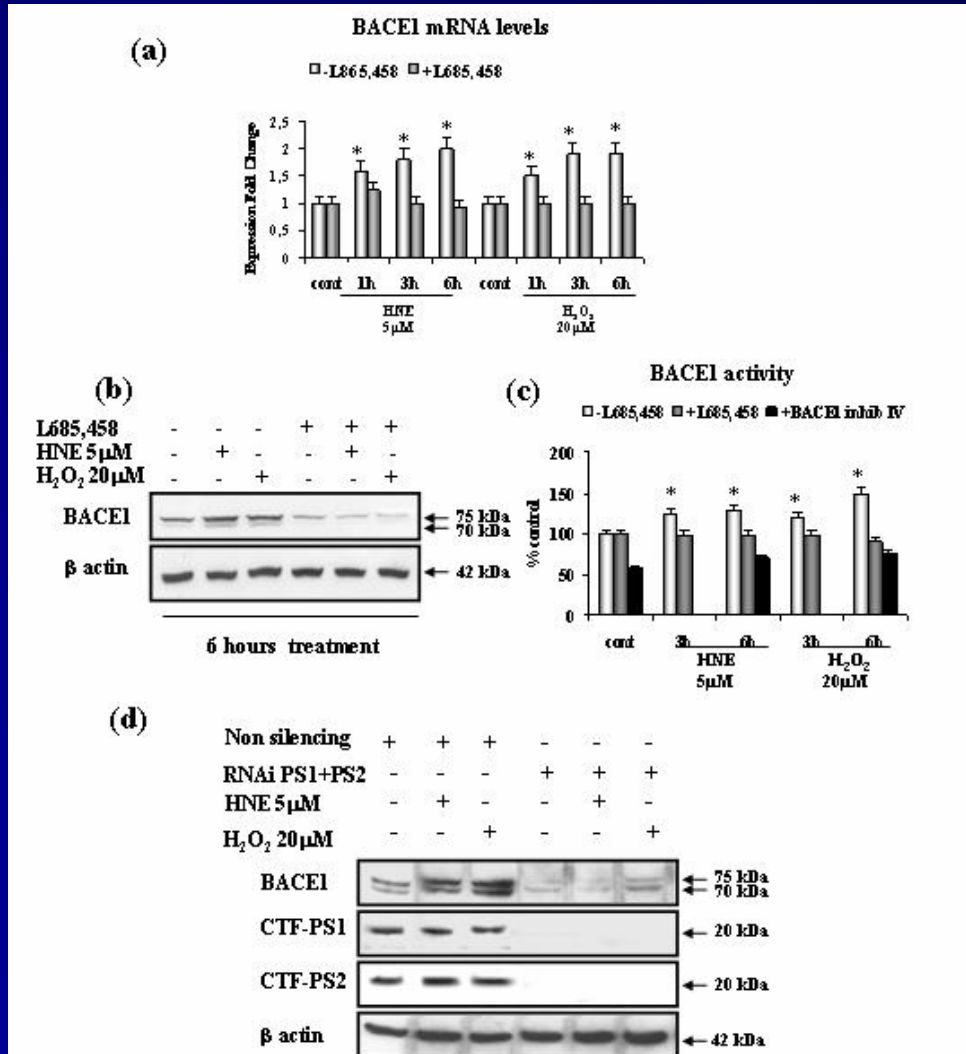 BACE1 mRNA levels
(a)
-L865,458 +L685,458
Expression Fold Change
2,5
2
1,5
1
0,5
0
* * * * * *
cont 1h 3h 6h cont 1h 3h 6h
HNE
5µM
H2O2
20µM
(b)
L685,458 - - - + + +
HNE 5µM - + - - + -
H2O2 20µM - - + - - +
BACE1
75 kDa
70 kDa
β actin
42 kDa
6 hours treatment
(c)
BACE1 activity
-L685,458 +L685,458 +BACE1 inhib IV
% control
200
150
100
50
0
* * * *
cont 3h 6h 3h 6h
HNE
5µM
H2O2
20µM
(d)
Non silencing + + + - - -
RNAi PS1+PS2 - - - + + +
HNE 5µM - + - - + -
H2O2 20µM - - + - - +
BACE1
75 kDa
70 kDa
CTF-PS1
20 kDa
CTF-PS2
20 kDa
β actin
42 kDa